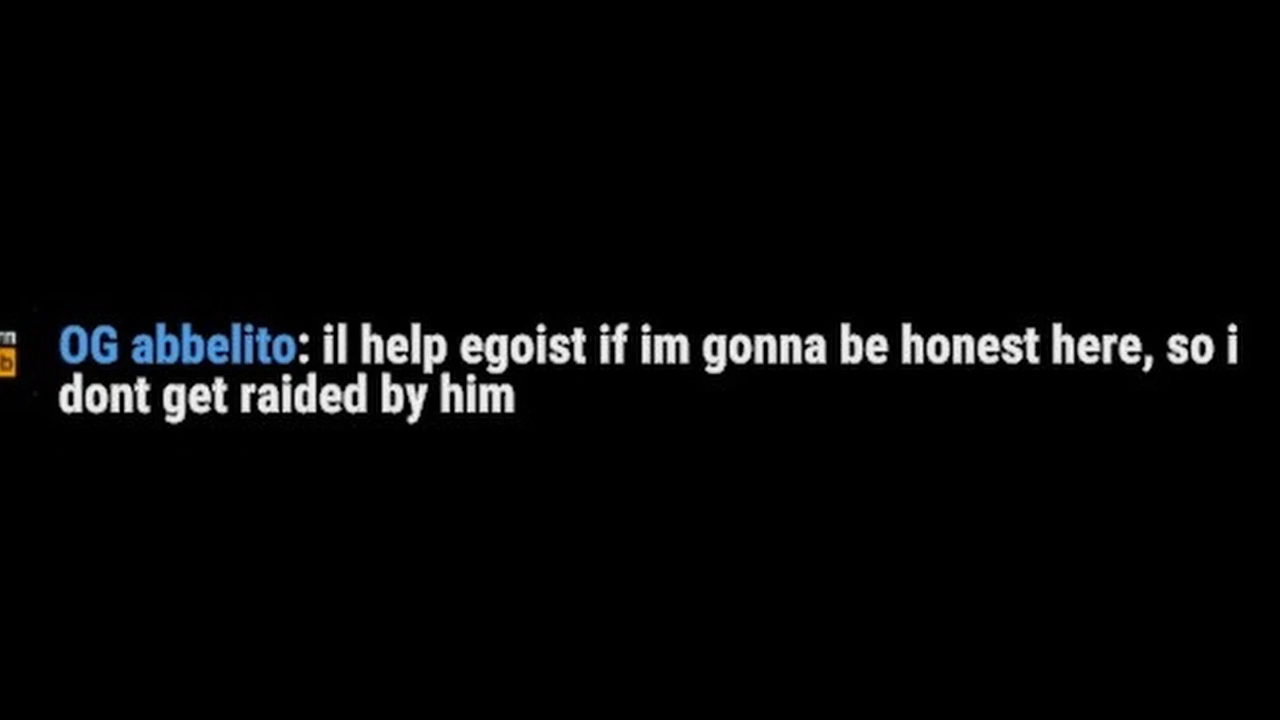 OG abbelito: il help egoist if im gonna be honest here, so i
dont get raided by him